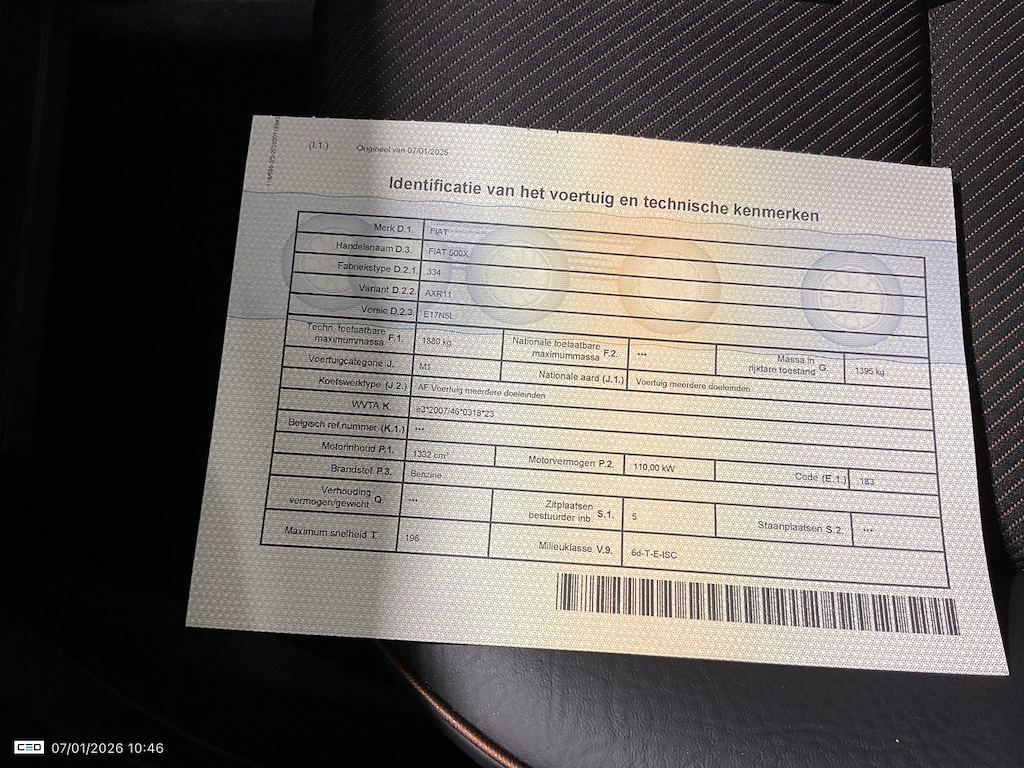 (I.1.) Origineel van 07/01/2025
Identificatie van het voertuig en technische kenmerken
Merk D.1. FIAT
Handelsnaam D.3. FIAT 500X
Fabriekstype D.2.1. 334
Variant D.2.2. AXR11
Versie D.2.3. E17N5L
Techn. toelaatbare maximummassa F.1. 1880 kg Nationale toelaatbare maximummassa F.2. *** Massa in rijklare toestand G. 1395 kg
Voertuigcategorie J. M1 Nationale aard (J.1.) Voertuig meerdere doeleinden
Koetswerktype (J.2.) AF Voertuig meerdere doeleinden
WVTA K. e3*2007/46*0318*23
Belgisch ref.nummer (K.1.) ***
Motorinhoud P.1. 1332 cm³ Motorvermogen P.2. 110,00 kW Code (E.1.) 183
Brandstof P.3. Benzine
Verhouding vermogen/gewicht Q. *** Zitplaatsen bestuurder inb. S.1. 5 Staanplaatsen S.2. ***
Maximum snelheid T. 196 Milieuklasse V.9. 6d-T-E-ISC
CEO 07/01/2026 10:46